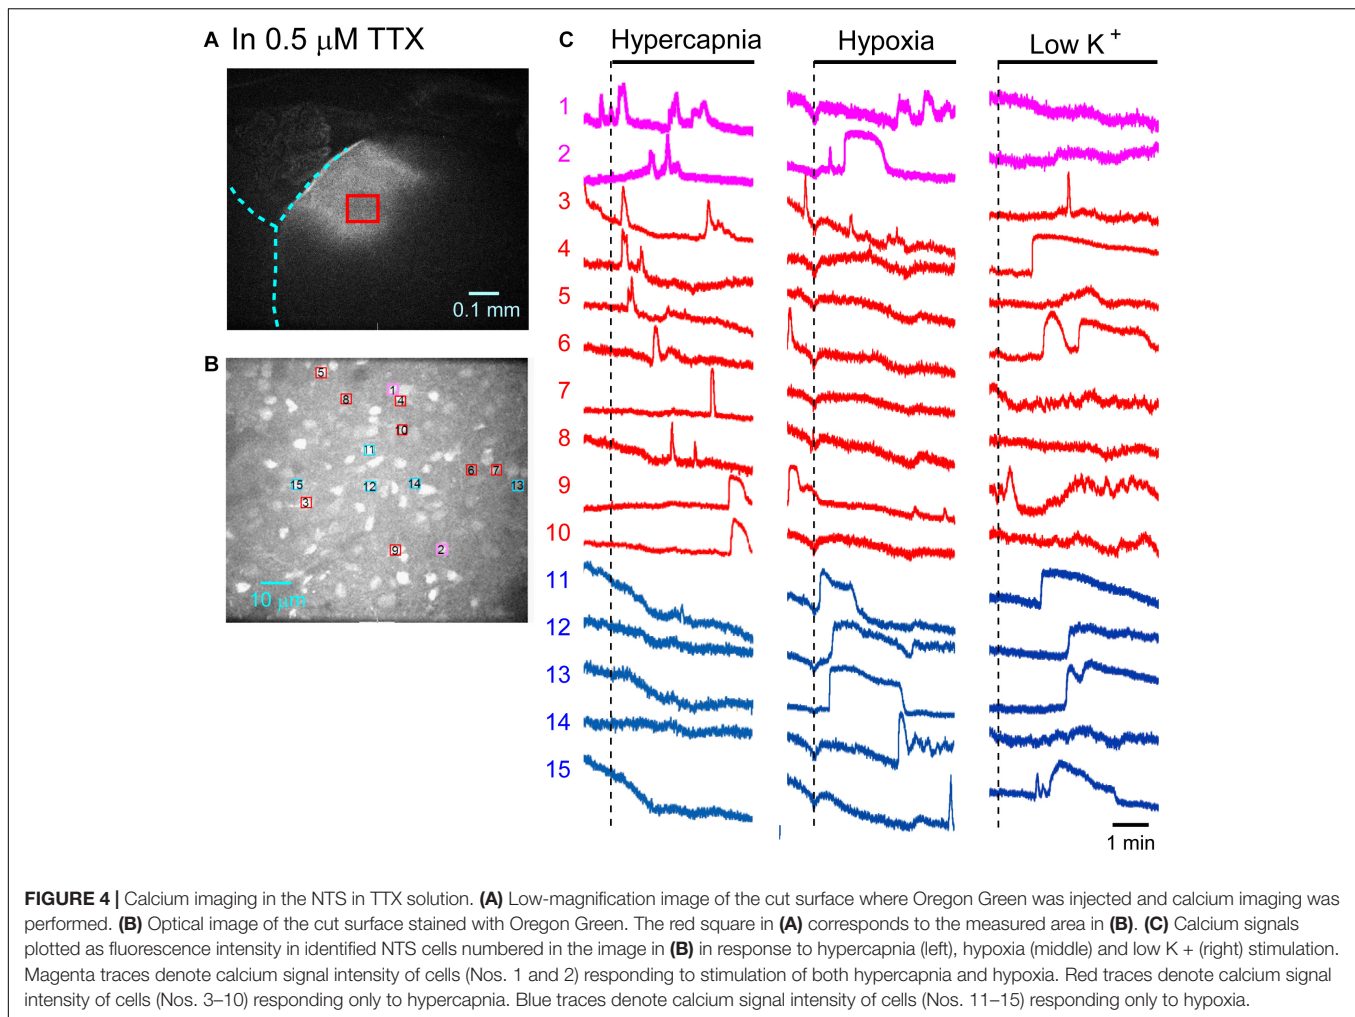 A In 0.5 μM TTX
0.1 mm
B
5
1
8
4
10
11
6
7
15
12
14
13
3
9
2
10 μm
C
Hypercapnia
Hypoxia
Low K+
1
2
3
4
5
6
7
8
9
10
11
12
13
14
15
1 min
FIGURE 4 | Calcium imaging in the NTS in TTX solution. (A) Low-magnification image of the cut surface where Oregon Green was injected and calcium imaging was
performed. (B) Optical image of the cut surface stained with Oregon Green. The red square in (A) corresponds to the measured area in (B). (C) Calcium signals
plotted as fluorescence intensity in identified NTS cells numbered in the image in (B) in response to hypercapnia (left), hypoxia (middle) and low K + (right) stimulation.
Magenta traces denote calcium signal intensity of cells (Nos. 1 and 2) responding to stimulation of both hypercapnia and hypoxia. Red traces denote calcium signal
intensity of cells (Nos. 3–10) responding only to hypercapnia. Blue traces denote calcium signal intensity of cells (Nos. 11–15) responding only to hypoxia.